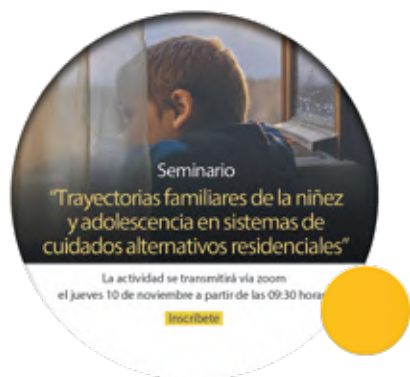 Seminario
“Trayectorias familiares de la niñez
y adolescencia en sistemas de
cuidados alternativos residenciales”
La actividad se transmitirá vía zoom
el jueves 10 de noviembre a partir de las 09:30
Inscríbete